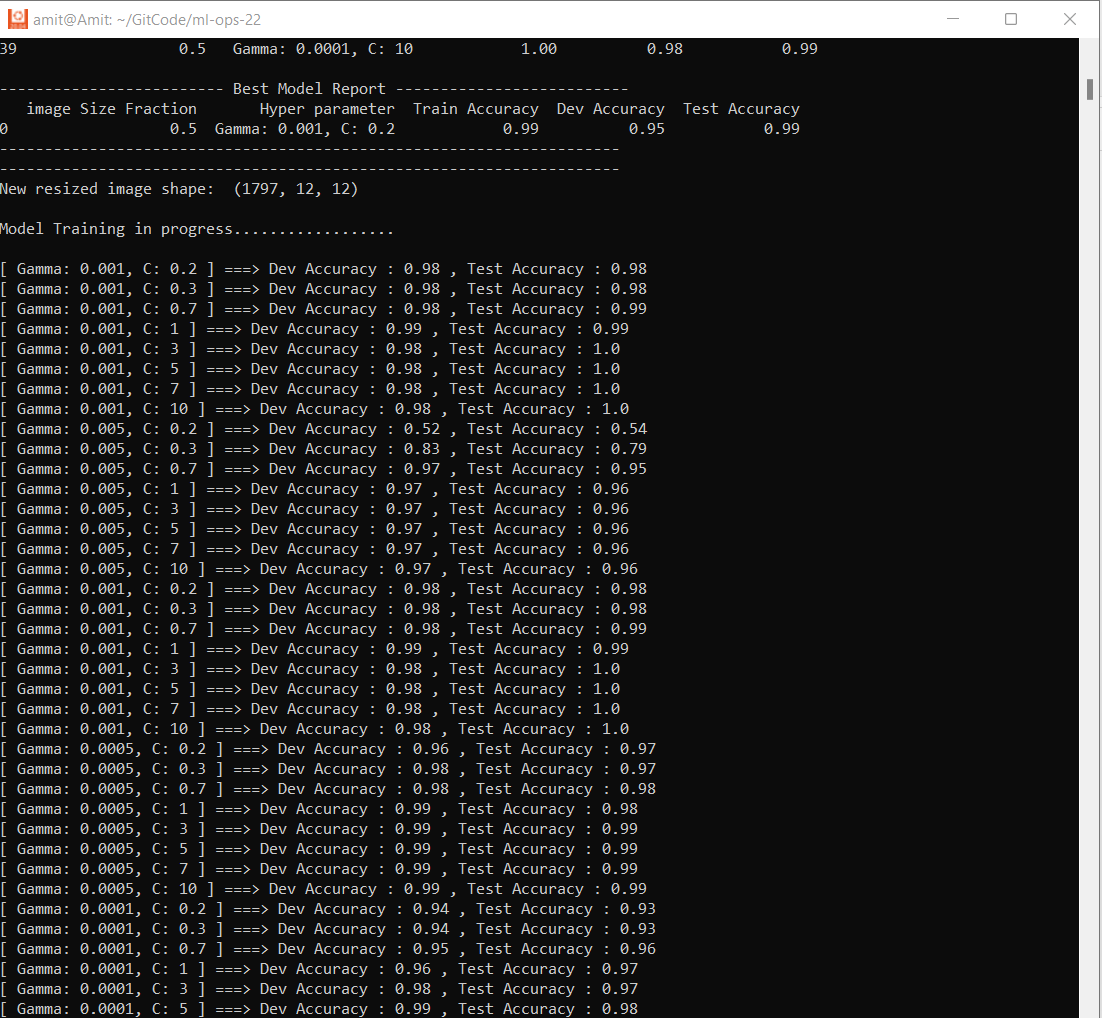 amit@Amit: ~/GitCode/ml-ops-22
39 0.5 Gamma: 0.0001, C: 10 1.00 0.98 0.99
------------------------- Best Model Report --------------------------
image Size Fraction Hyper parameter Train Accuracy Dev Accuracy Test Accuracy
0 0.5 Gamma: 0.001, C: 0.2 0.99 0.95 0.99
---------------------------------------------------------------------
---------------------------------------------------------------------
New resized image shape: (1797, 12, 12)
Model Training in progress..................
[ Gamma: 0.001, C: 0.2 ] ===> Dev Accuracy : 0.98 , Test Accuracy : 0.98
[ Gamma: 0.001, C: 0.3 ] ===> Dev Accuracy : 0.98 , Test Accuracy : 0.98
[ Gamma: 0.001, C: 0.7 ] ===> Dev Accuracy : 0.98 , Test Accuracy : 0.99
[ Gamma: 0.001, C: 1 ] ===> Dev Accuracy : 0.99 , Test Accuracy : 0.99
[ Gamma: 0.001, C: 3 ] ===> Dev Accuracy : 0.98 , Test Accuracy : 1.0
[ Gamma: 0.001, C: 5 ] ===> Dev Accuracy : 0.98 , Test Accuracy : 1.0
[ Gamma: 0.001, C: 7 ] ===> Dev Accuracy : 0.98 , Test Accuracy : 1.0
[ Gamma: 0.001, C: 10 ] ===> Dev Accuracy : 0.98 , Test Accuracy : 1.0
[ Gamma: 0.005, C: 0.2 ] ===> Dev Accuracy : 0.52 , Test Accuracy : 0.54
[ Gamma: 0.005, C: 0.3 ] ===> Dev Accuracy : 0.83 , Test Accuracy : 0.79
[ Gamma: 0.005, C: 0.7 ] ===> Dev Accuracy : 0.97 , Test Accuracy : 0.95
[ Gamma: 0.005, C: 1 ] ===> Dev Accuracy : 0.97 , Test Accuracy : 0.96
[ Gamma: 0.005, C: 3 ] ===> Dev Accuracy : 0.97 , Test Accuracy : 0.96
[ Gamma: 0.005, C: 5 ] ===> Dev Accuracy : 0.97 , Test Accuracy : 0.96
[ Gamma: 0.005, C: 7 ] ===> Dev Accuracy : 0.97 , Test Accuracy : 0.96
[ Gamma: 0.005, C: 10 ] ===> Dev Accuracy : 0.97 , Test Accuracy : 0.96
[ Gamma: 0.001, C: 0.2 ] ===> Dev Accuracy : 0.98 , Test Accuracy : 0.98
[ Gamma: 0.001, C: 0.3 ] ===> Dev Accuracy : 0.98 , Test Accuracy : 0.98
[ Gamma: 0.001, C: 0.7 ] ===> Dev Accuracy : 0.98 , Test Accuracy : 0.99
[ Gamma: 0.001, C: 1 ] ===> Dev Accuracy : 0.99 , Test Accuracy : 0.99
[ Gamma: 0.001, C: 3 ] ===> Dev Accuracy : 0.98 , Test Accuracy : 1.0
[ Gamma: 0.001, C: 5 ] ===> Dev Accuracy : 0.98 , Test Accuracy : 1.0
[ Gamma: 0.001, C: 7 ] ===> Dev Accuracy : 0.98 , Test Accuracy : 1.0
[ Gamma: 0.001, C: 10 ] ===> Dev Accuracy : 0.98 , Test Accuracy : 1.0
[ Gamma: 0.0005, C: 0.2 ] ===> Dev Accuracy : 0.96 , Test Accuracy : 0.97
[ Gamma: 0.0005, C: 0.3 ] ===> Dev Accuracy : 0.98 , Test Accuracy : 0.97
[ Gamma: 0.0005, C: 0.7 ] ===> Dev Accuracy : 0.98 , Test Accuracy : 0.98
[ Gamma: 0.0005, C: 1 ] ===> Dev Accuracy : 0.99 , Test Accuracy : 0.98
[ Gamma: 0.0005, C: 3 ] ===> Dev Accuracy : 0.99 , Test Accuracy : 0.99
[ Gamma: 0.0005, C: 5 ] ===> Dev Accuracy : 0.99 , Test Accuracy : 0.99
[ Gamma: 0.0005, C: 7 ] ===> Dev Accuracy : 0.99 , Test Accuracy : 0.99
[ Gamma: 0.0005, C: 10 ] ===> Dev Accuracy : 0.99 , Test Accuracy : 0.99
[ Gamma: 0.0001, C: 0.2 ] ===> Dev Accuracy : 0.94 , Test Accuracy : 0.93
[ Gamma: 0.0001, C: 0.3 ] ===> Dev Accuracy : 0.94 , Test Accuracy : 0.93
[ Gamma: 0.0001, C: 0.7 ] ===> Dev Accuracy : 0.95 , Test Accuracy : 0.96
[ Gamma: 0.0001, C: 1 ] ===> Dev Accuracy : 0.96 , Test Accuracy : 0.97
[ Gamma: 0.0001, C: 3 ] ===> Dev Accuracy : 0.98 , Test Accuracy : 0.97
[ Gamma: 0.0001, C: 5 ] ===> Dev Accuracy : 0.99 , Test Accuracy : 0.98